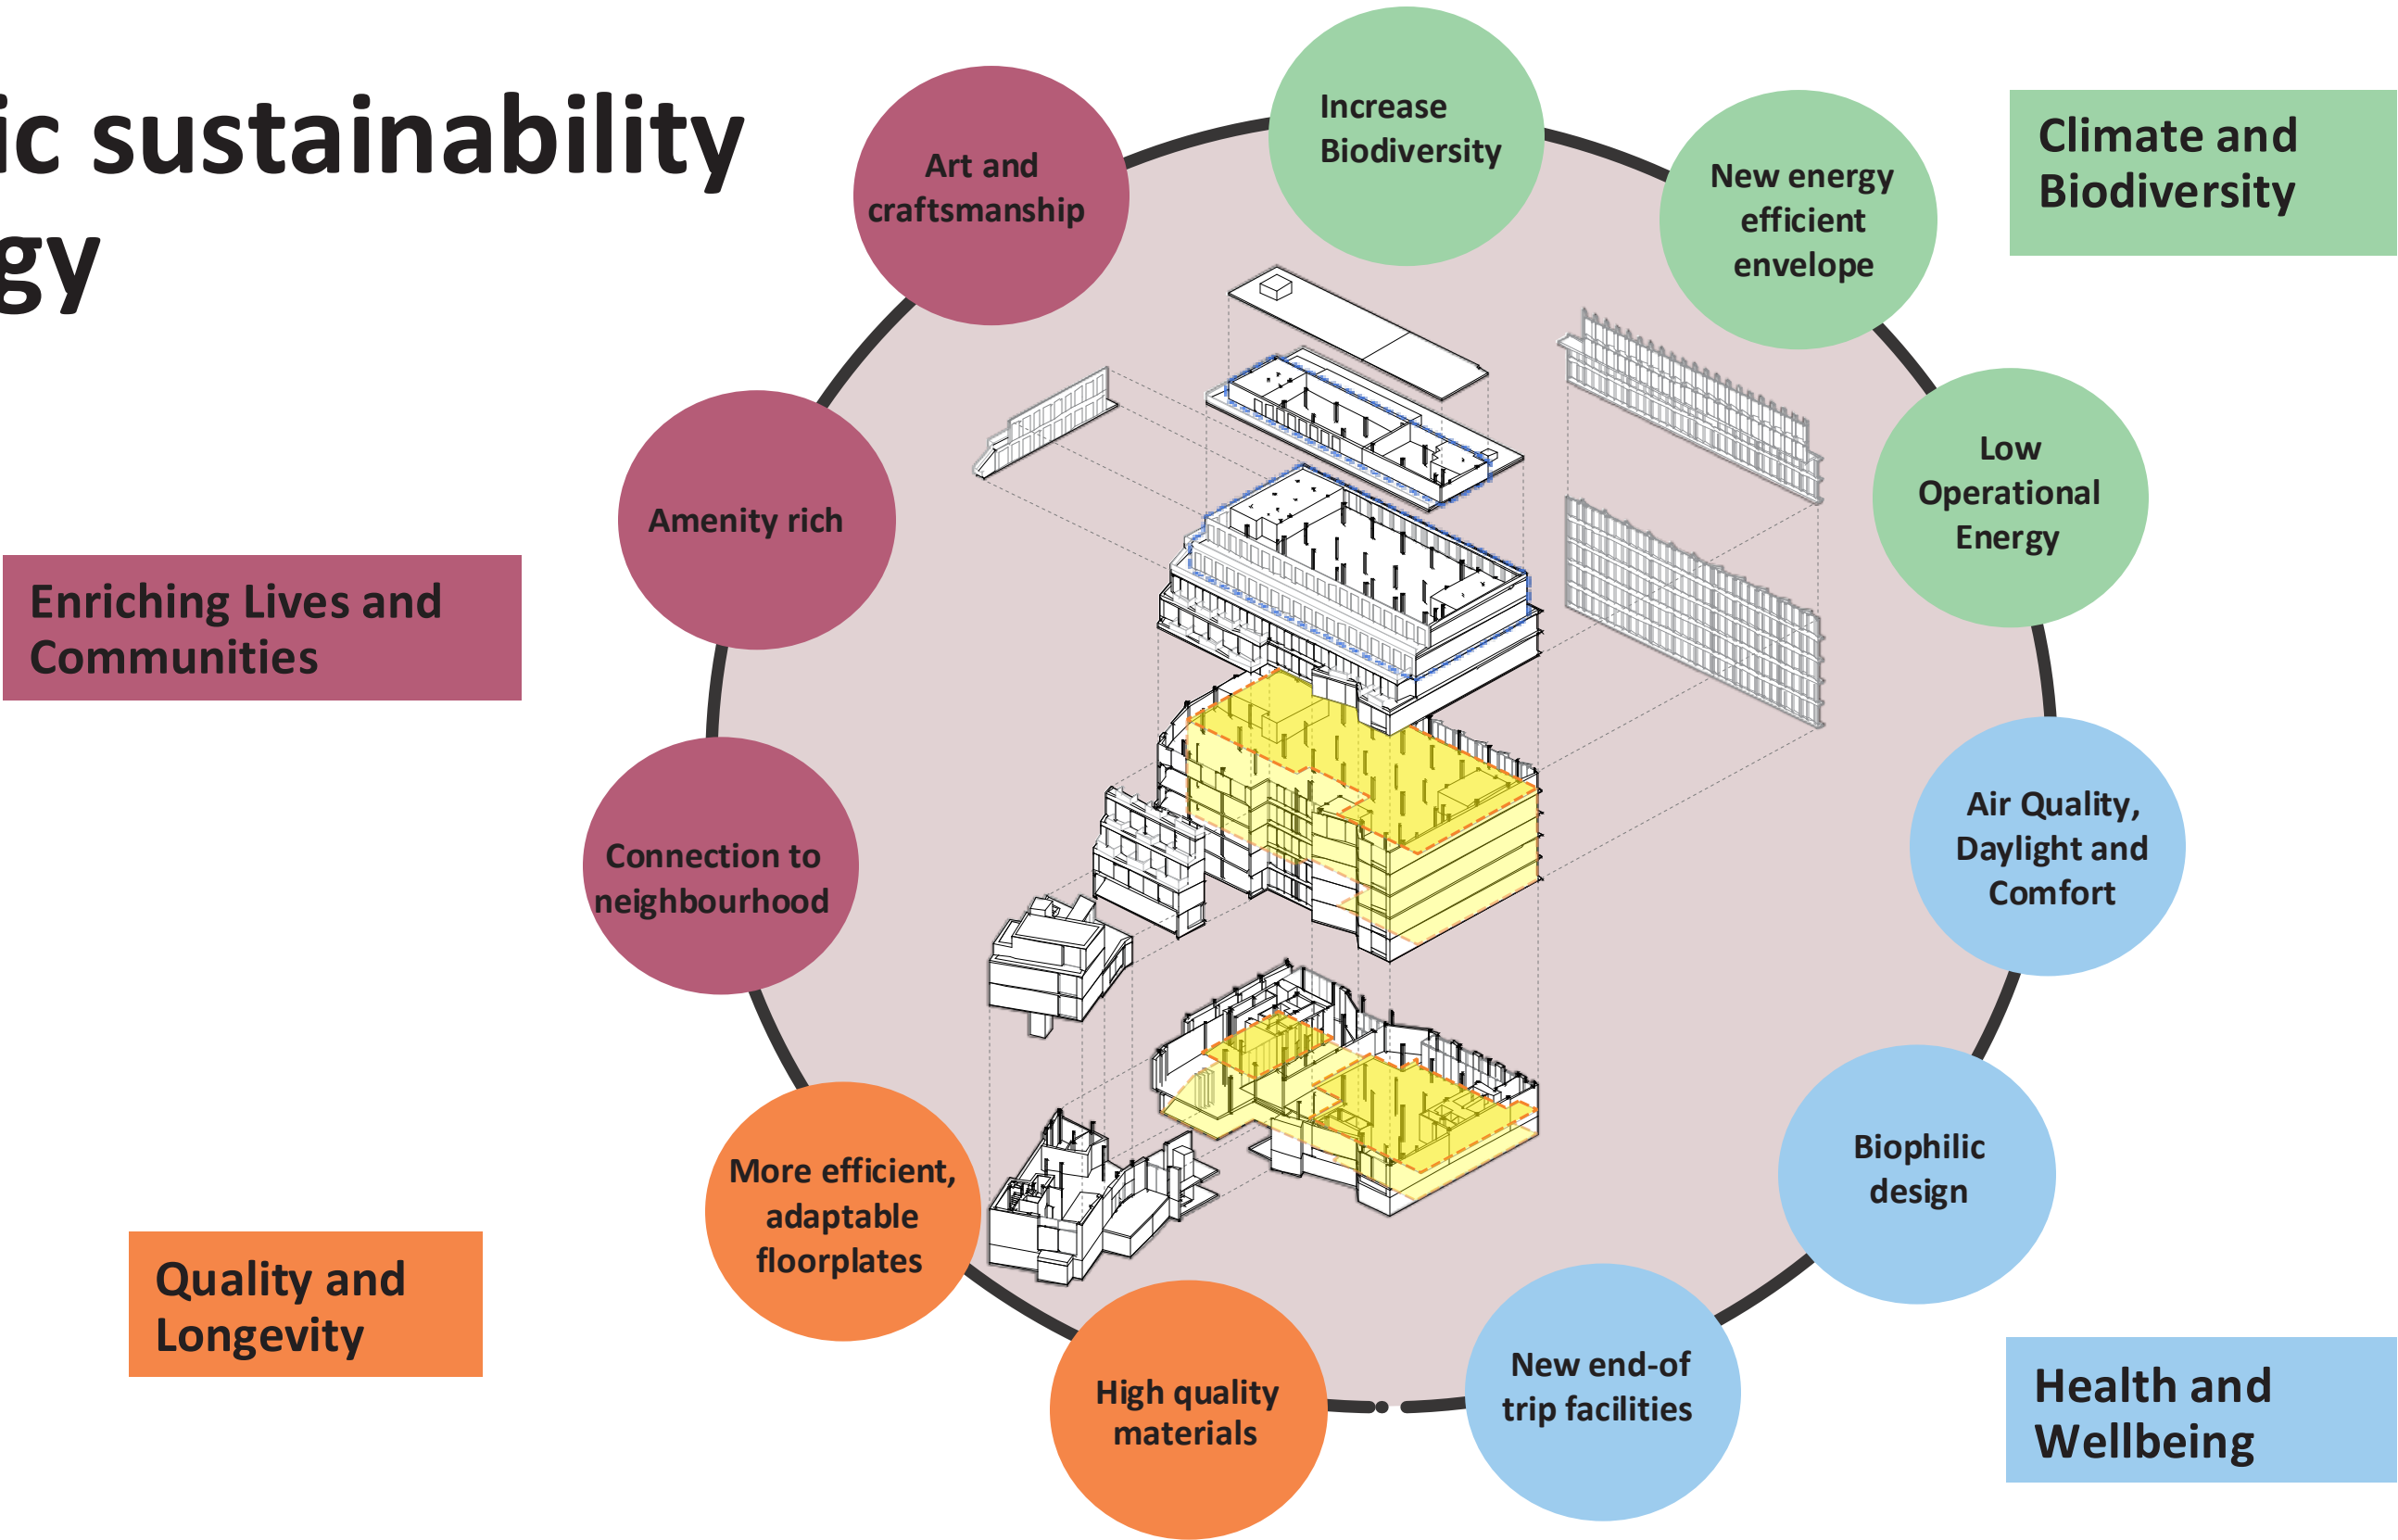 ic sustainability
gy
Art and
craftsmanship
Increase
Biodiversity
New energy
efficient
envelope
Climate and
Biodiversity
Low
Operational
Energy
Amenity rich
Enriching Lives and
Communities
Connection to
neighbourhood
Air Quality,
Daylight and
Comfort
Biophilic
design
More efficient,
adaptable
floorplates
Quality and
Longevity
High quality
materials
New end-of
trip facilities
Health and
Wellbeing